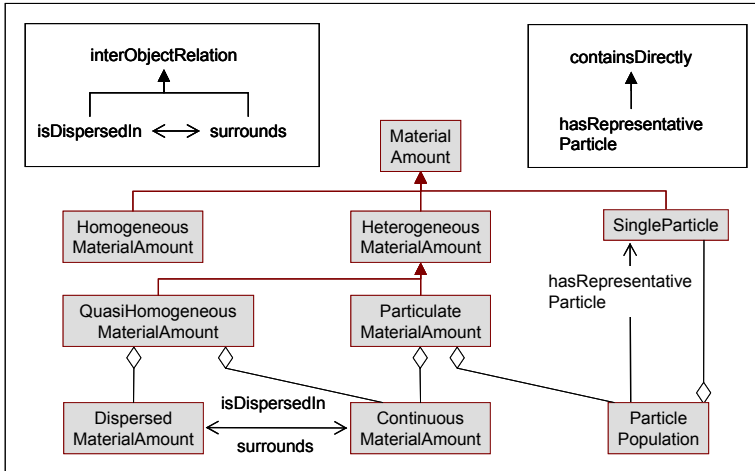 interObjectRelation
isDispersedIn
surrounds
containsDirectly
hasRepresentative
Particle
Material
Amount
Homogeneous
MaterialAmount
Heterogeneous
MaterialAmount
SingleParticle
hasRepresentative
Particle
QuasiHomogeneous
MaterialAmount
Particulate
MaterialAmount
Dispersed
MaterialAmount
isDispersedIn
surrounds
Continuous
MaterialAmount
Particle
Population